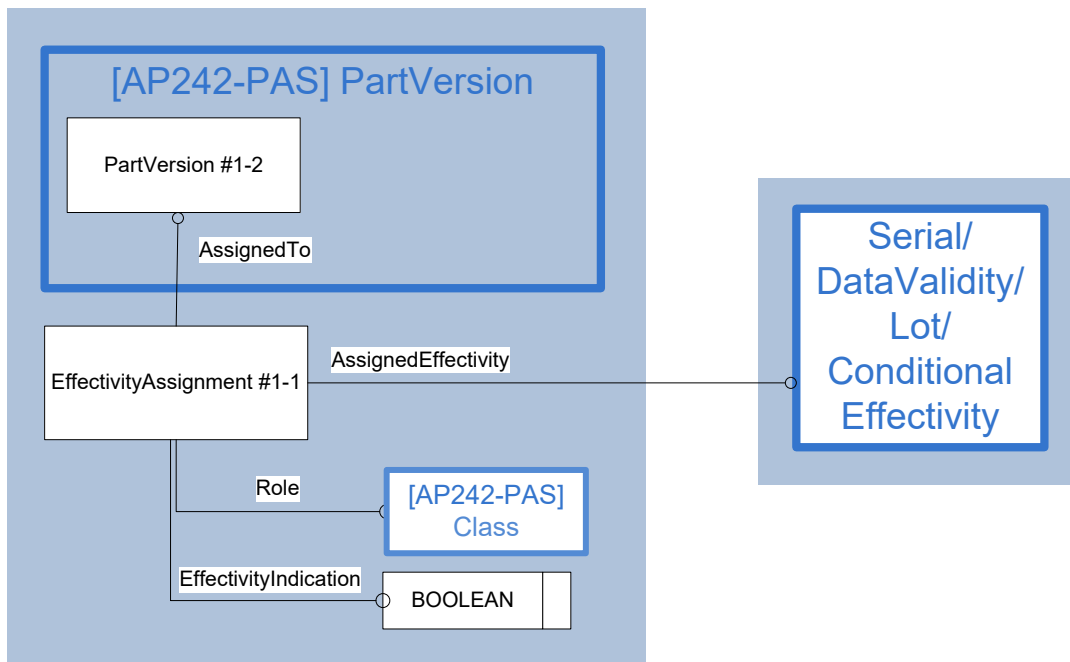 [AP242-PAS] PartVersion
PartVersion #1-2
AssignedTo
EffectivityAssignment #1-1
AssignedEffectivity
Serial/
DataValidity/
Lot/
Conditional
Effectivity
Role
[AP242-PAS]
Class
EffectivityIndication
BOOLEAN